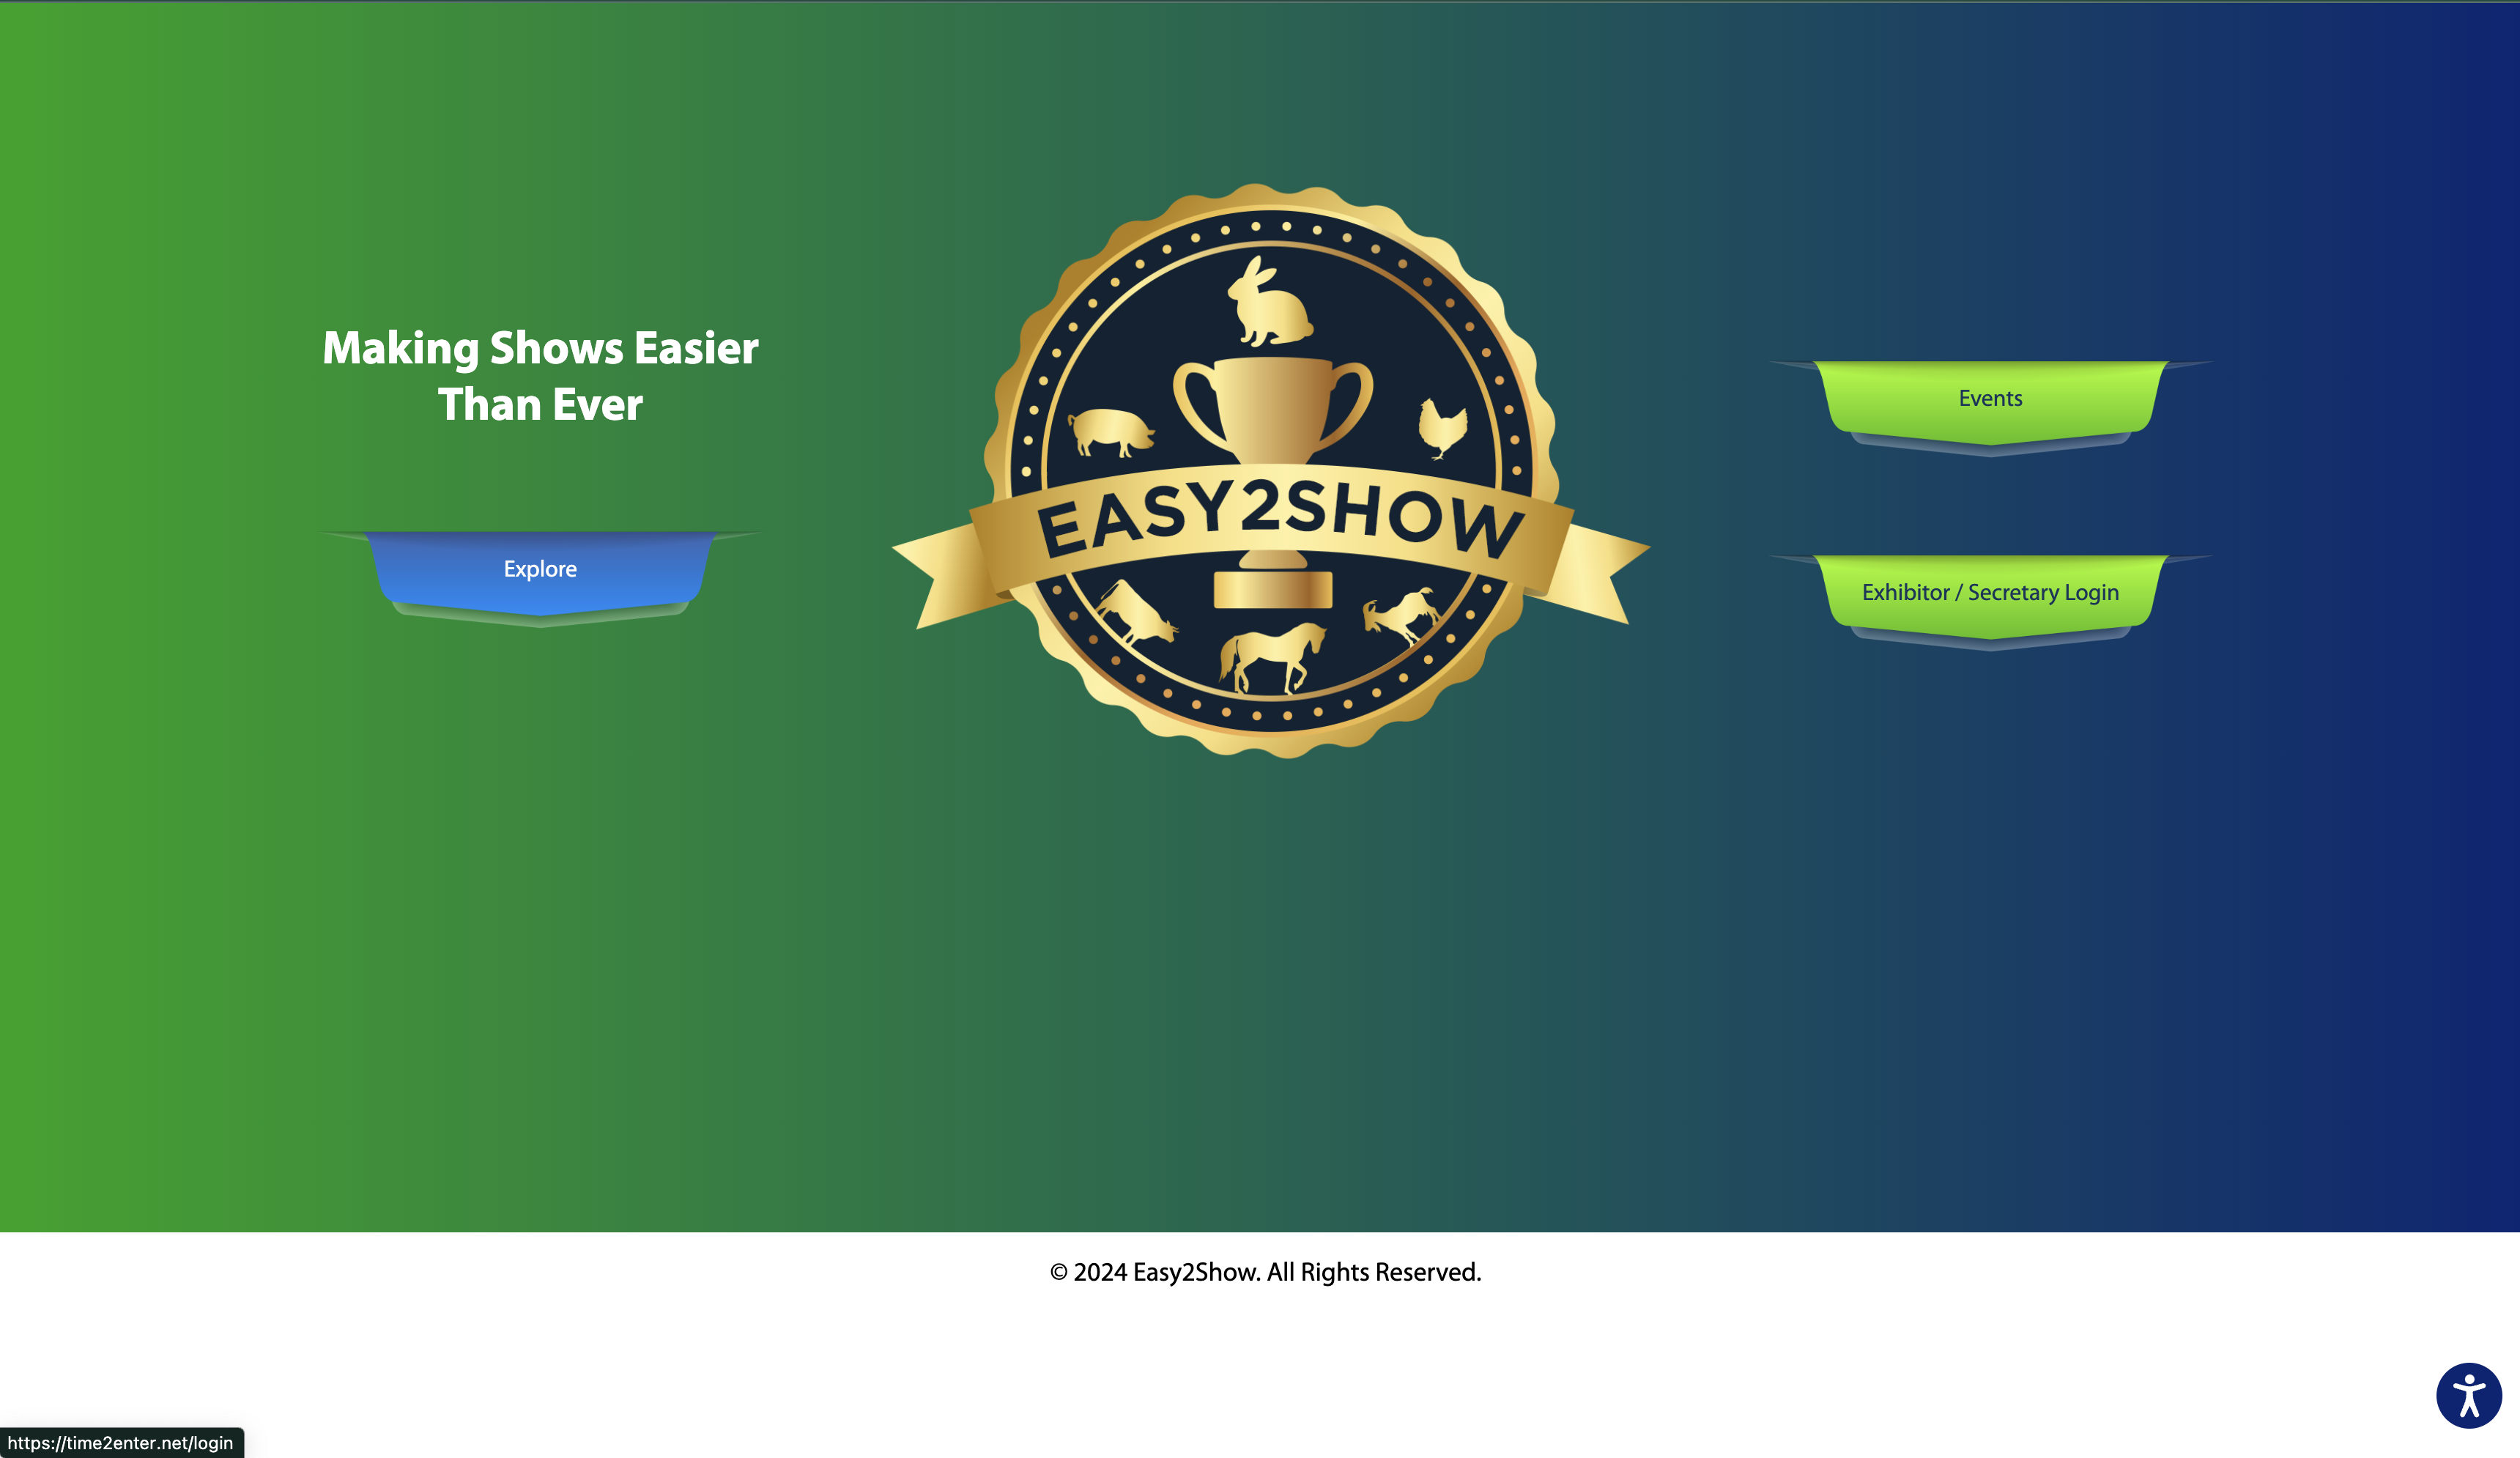 Making Shows Easier
Than Ever
Explore
EASY2SHOW
Events
Exhibitor / Secretary Login
© 2024 Easy2Show. All Rights Reserved.
https://time2enter.net/login